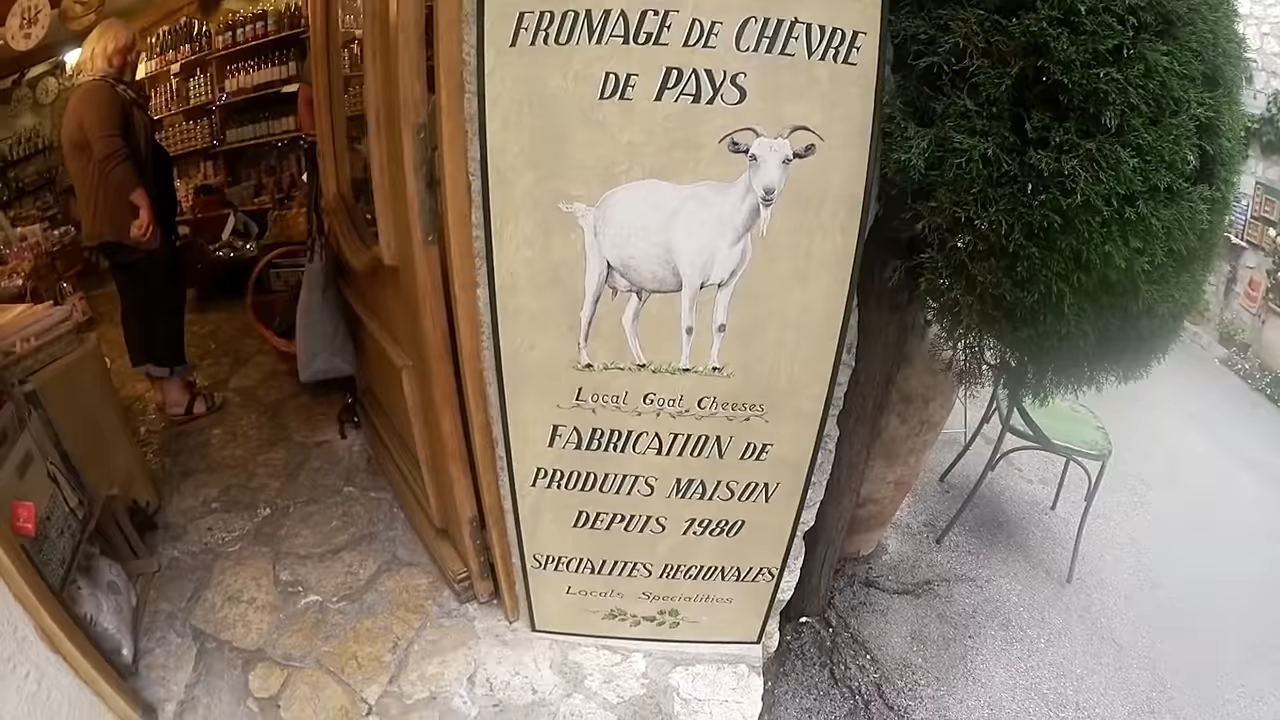 FROMAGE DE CHÈVRE
DE PAYS
Local Goat Cheeses
FABRICATION DE
PRODUITS MAISON
DEPUIS 1980
SPECIALITES REGIONALES
Locals Specialities